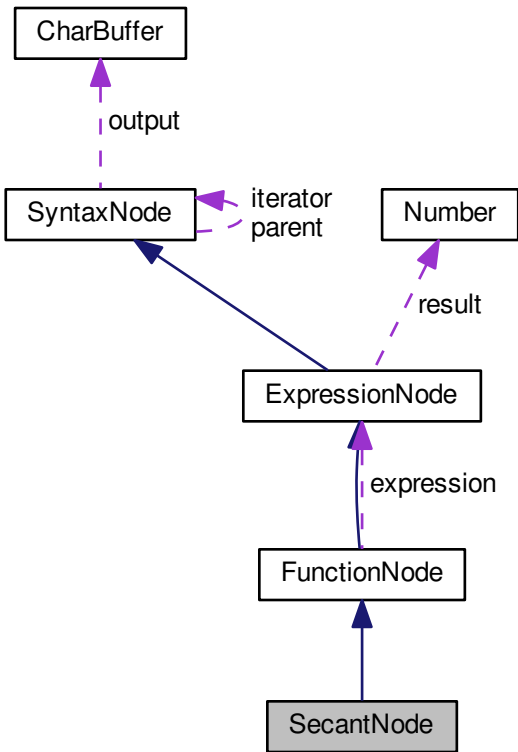 CharBuffer
output
SyntaxNode
iterator
parent
Number
result
ExpressionNode
expression
FunctionNode
SecantNode